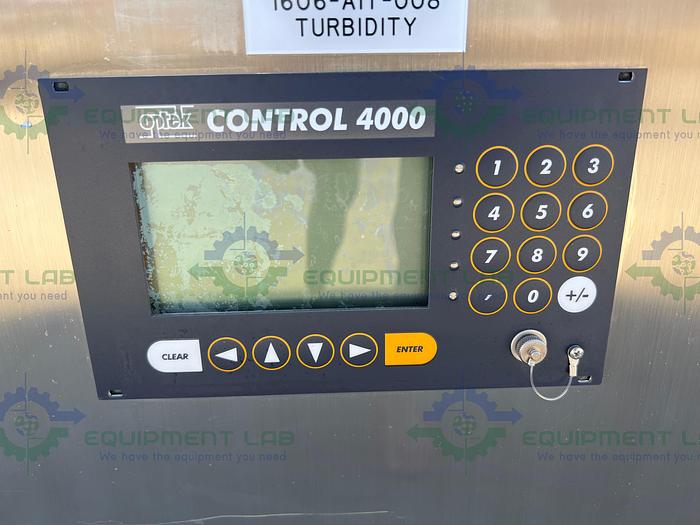 1606-AIT-008
TURBIDITY
optek CONTROL 4000
1 2 3
4 5 6
7 8 9
, 0 +/-
CLEAR ENTER
EQUIPMENT LAB
We have the equipment you need